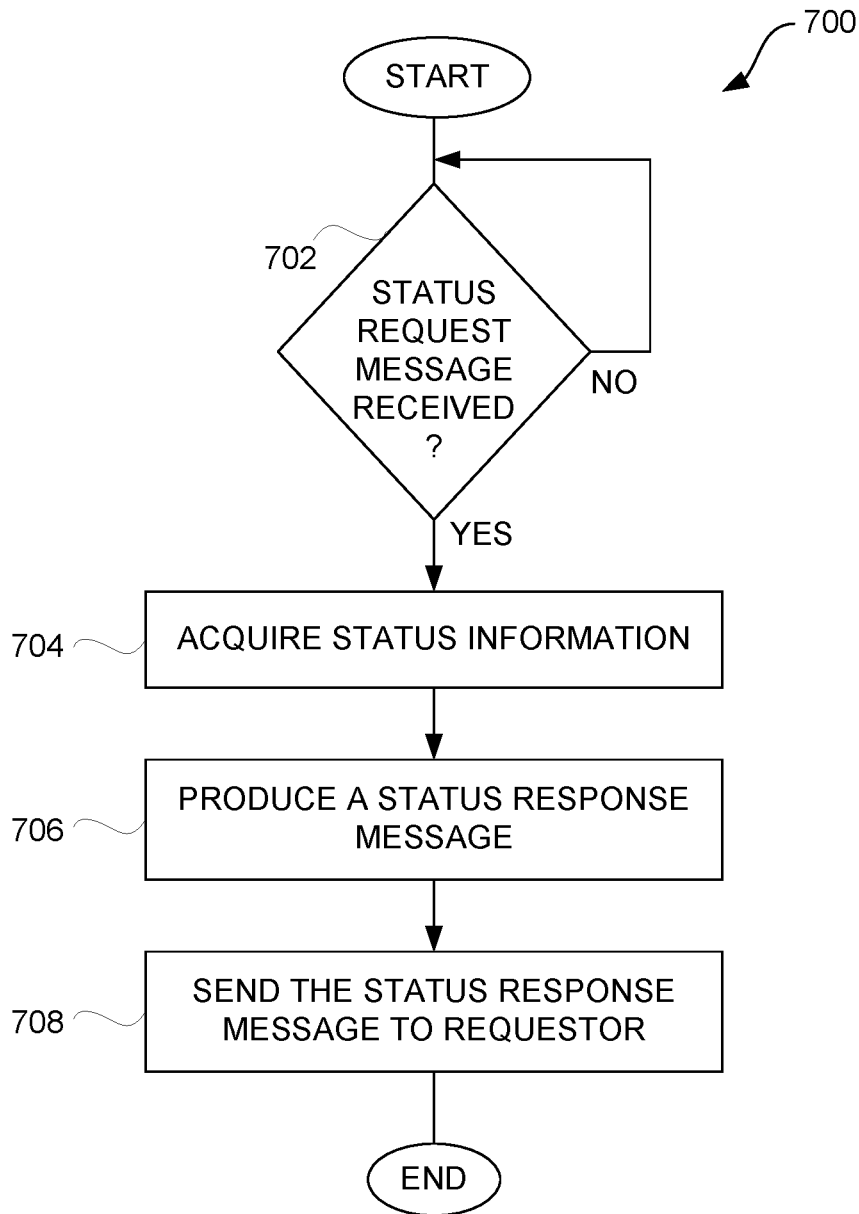 700
START
702
STATUS
REQUEST
MESSAGE
RECEIVED
?
NO
YES
704
ACQUIRE STATUS INFORMATION
706
PRODUCE A STATUS RESPONSE
MESSAGE
708
SEND THE STATUS RESPONSE
MESSAGE TO REQUESTOR
END